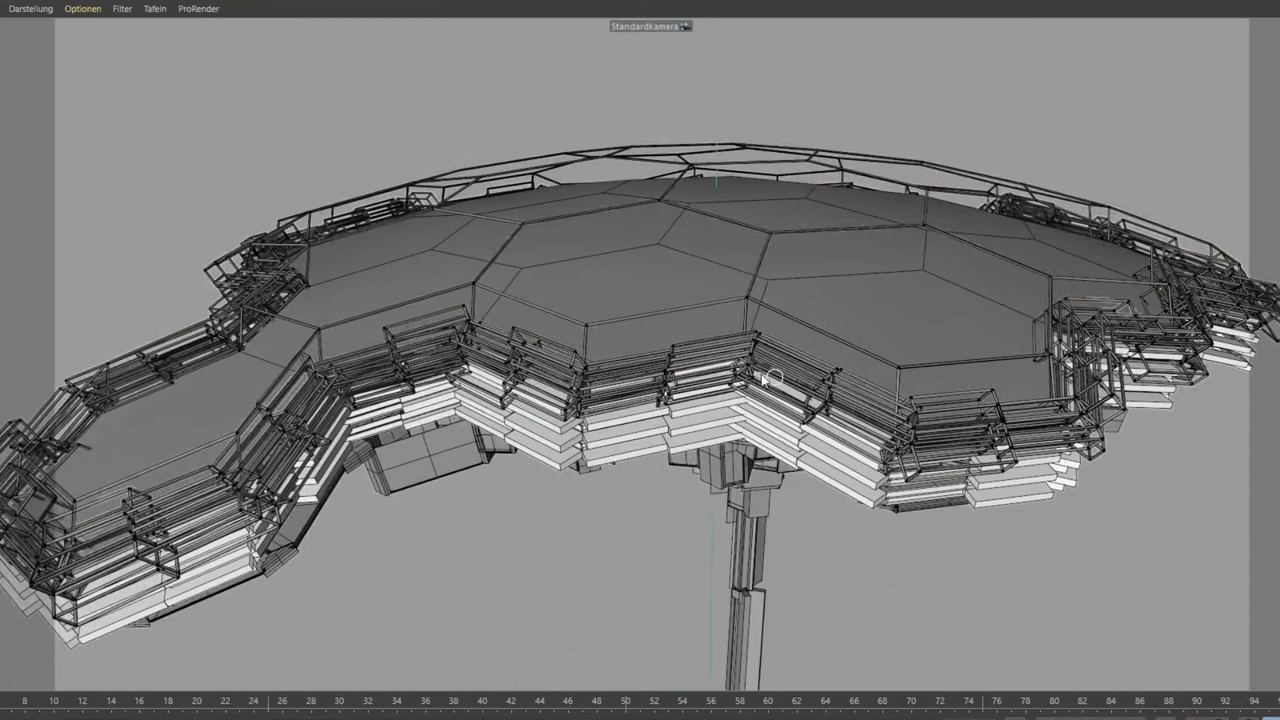 Darstellung Optionen Filter Tafeln ProRender
Standardkamera
8 10 12 14 16 18 20 22 24 26 28 30 32 34 36 38 40 42 44 46 48 50 52 54 56 58 60 62 64 66 68 70 72 74 76 78 80 82 84 86 88 90 92 94